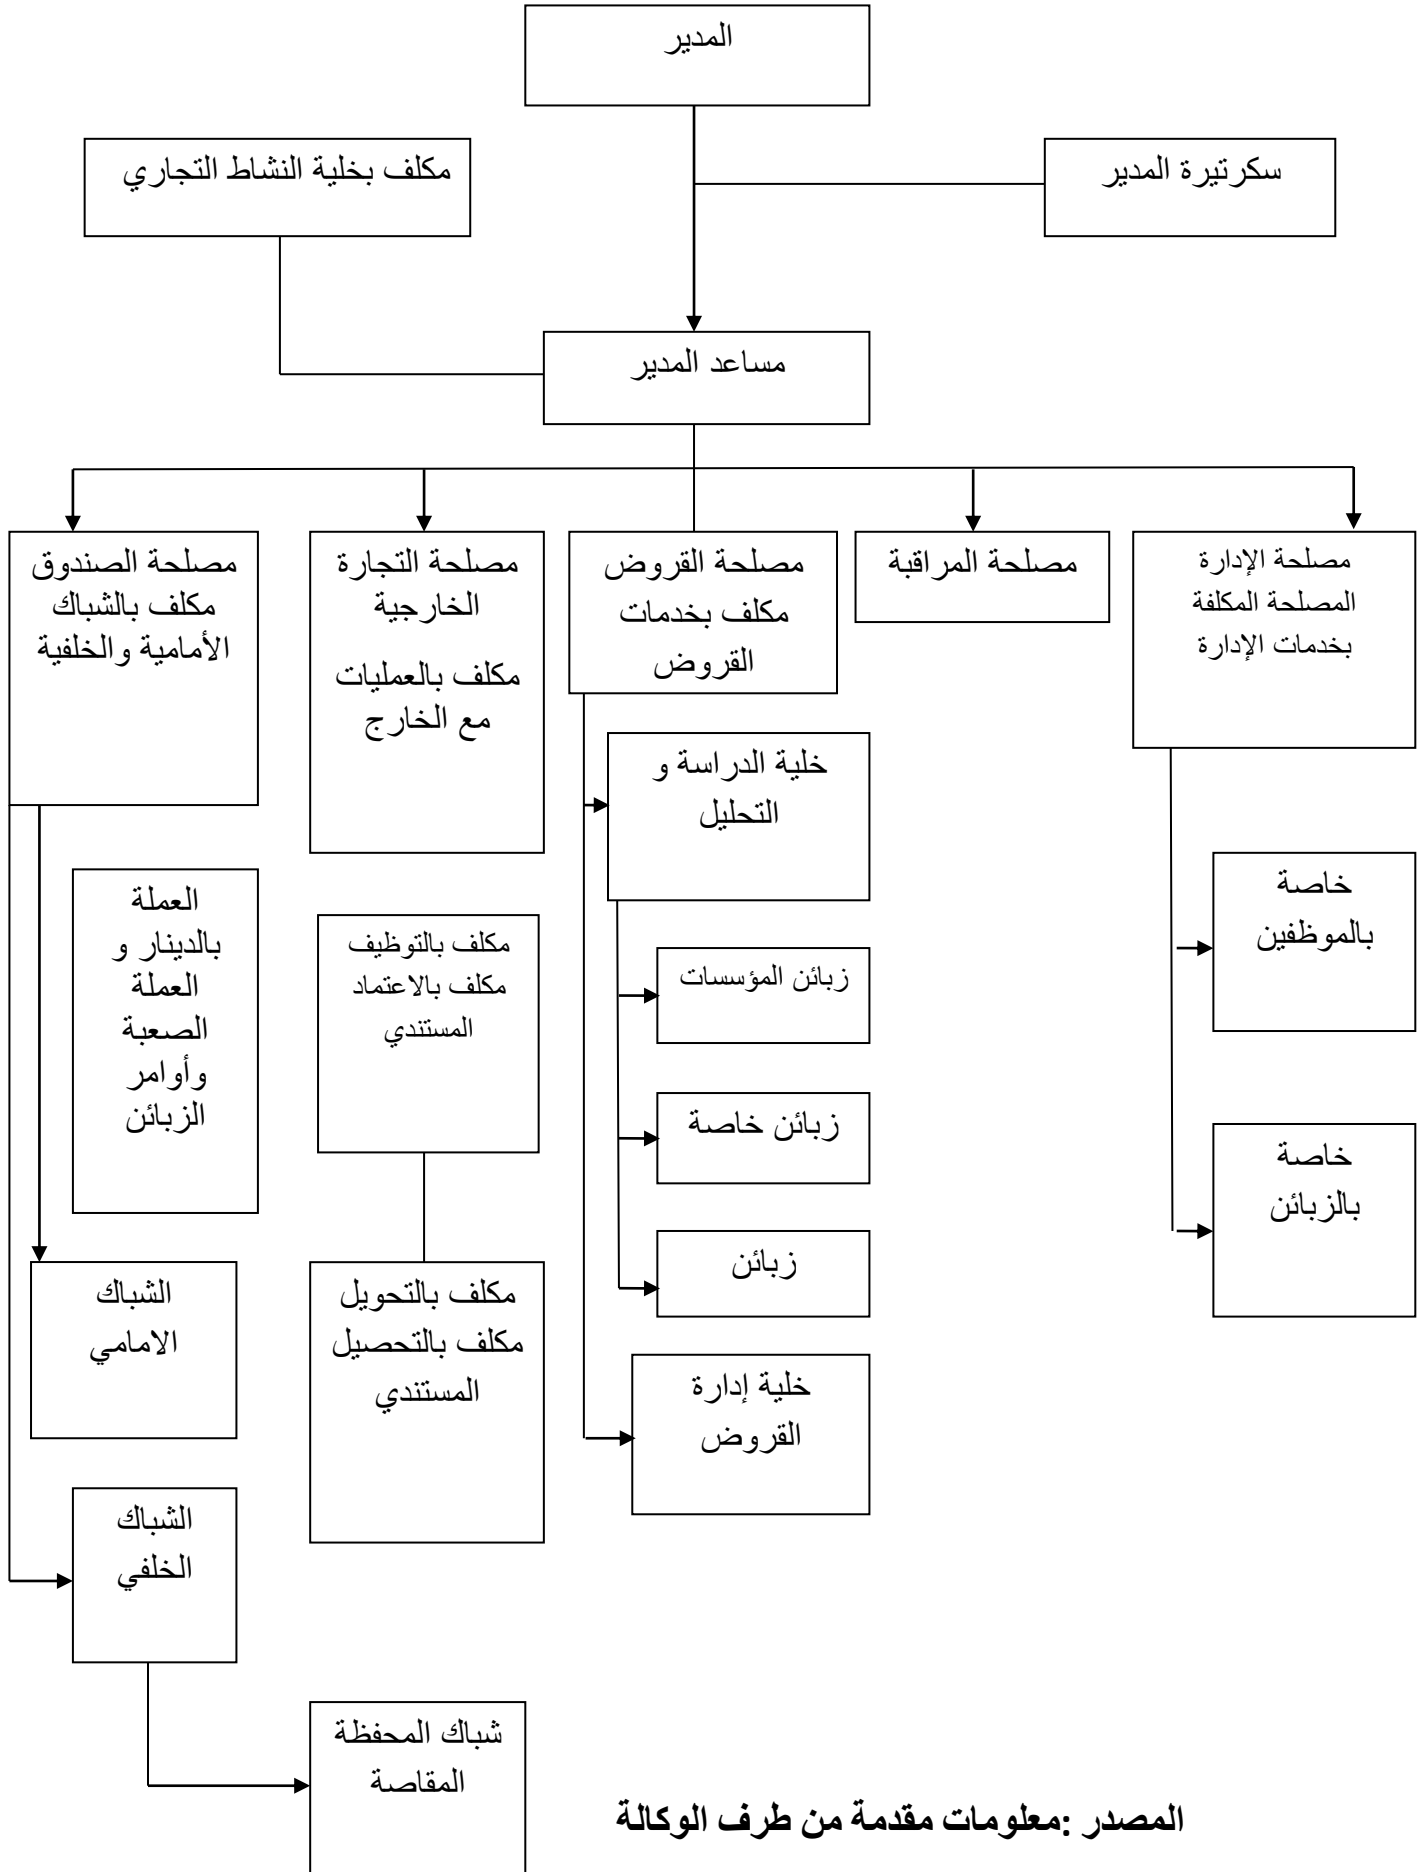 المدير
سكرتيرة المدير
مكلف بخلية النشاط التجاري
مساعد المدير
مصلحة الإدارة
المصلحة المكلفة
بخدمات الإدارة
مصلحة المراقبة
مصلحة القروض
مكلف بخدمات
القروض
مصلحة التجارة
الخارجية
مكلف بالعمليات
مع الخارج
مصلحة الصندوق
مكلف بالشباك
الأمامية والخلفية
خاصة
بالموظفين
خاصة
بالزبائن
خلية الدراسة و
التحليل
زبائن المؤسسات
زبائن خاصة
زبائن
خلية إدارة
القروض
مكلف بالتوظيف
مكلف بالاعتماد
المستندي
مكلف بالتحويل
مكلف بالتحصيل
المستندي
العملة
بالدينار و
العملة
الصعبة
وأوامر
الزبائن
الشباك
الامامي
الشباك
الخلفي
شباك المحفظة
المقاصة
المصدر :معلومات مقدمة من طرف الوكالة